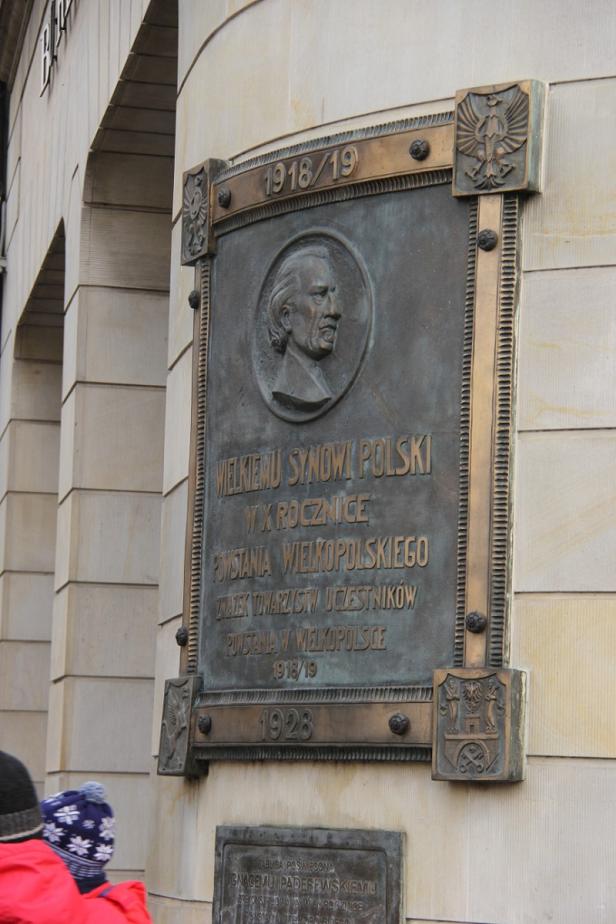 1918/19
WIELKIEMU SYNOWI POLSKI
W X ROCZNICĘ
POWSTANIA WIELKOPOLSKIEGO
ZWIĄZEK TOWARZYSTW UCZESTNIKÓW
POWSTANIA W WIELKOPOLSCE
1918/19
1928
IGNACEMU PADEREWSKIEMU